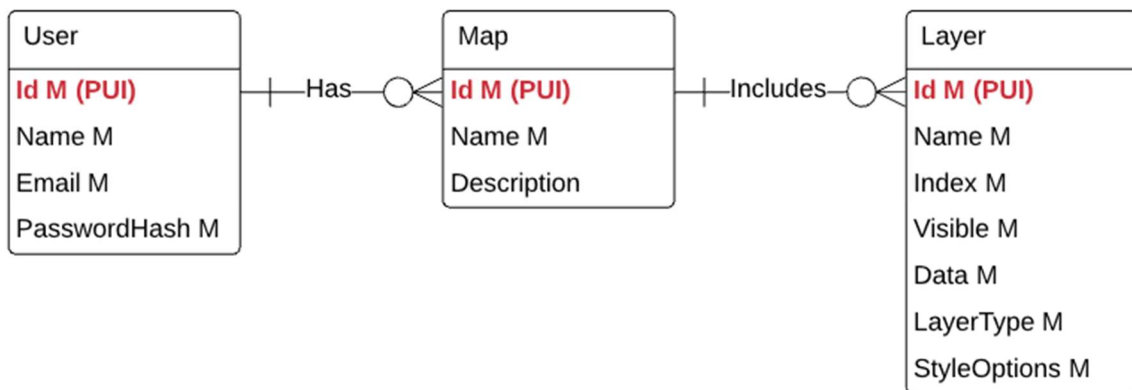 User
Id M (PUI)
Name M
Email M
PasswordHash M
Has
Map
Id M (PUI)
Name M
Description
Includes
Layer
Id M (PUI)
Name M
Index M
Visible M
Data M
LayerType M
StyleOptions M